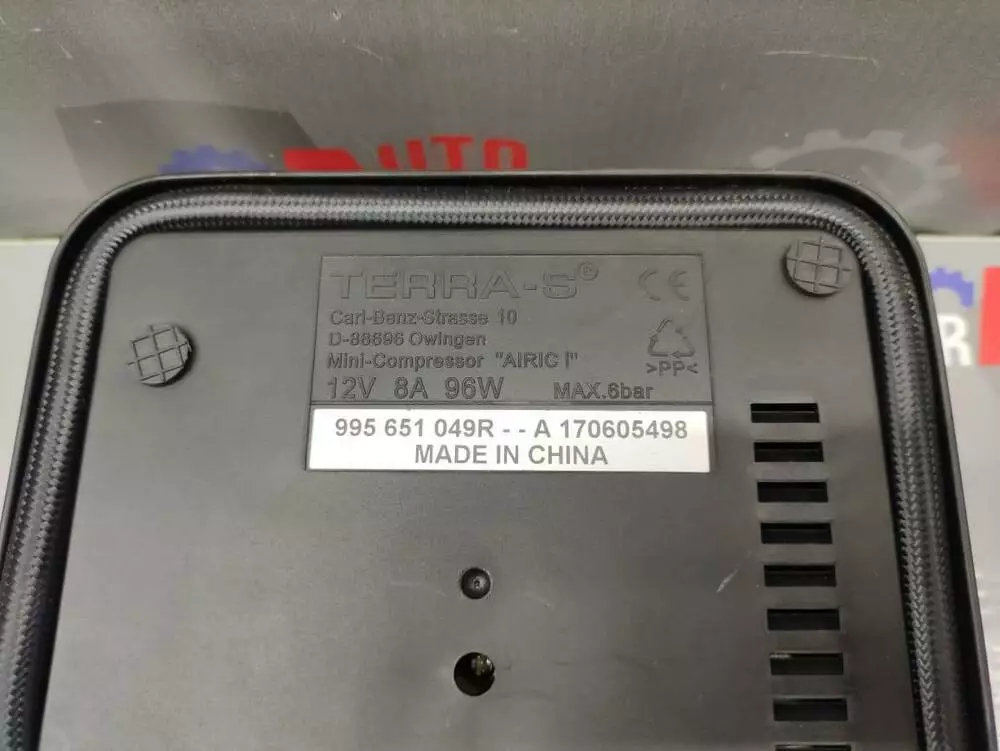 AUTO
TERRA-S®
CE
Carl-Benz-Strasse 10
D-88696 Owingen
Mini-Compressor "AIRIC I"
>PP<
12V 8A 96W MAX.6bar
995 651 049R - - A 170605498
MADE IN CHINA